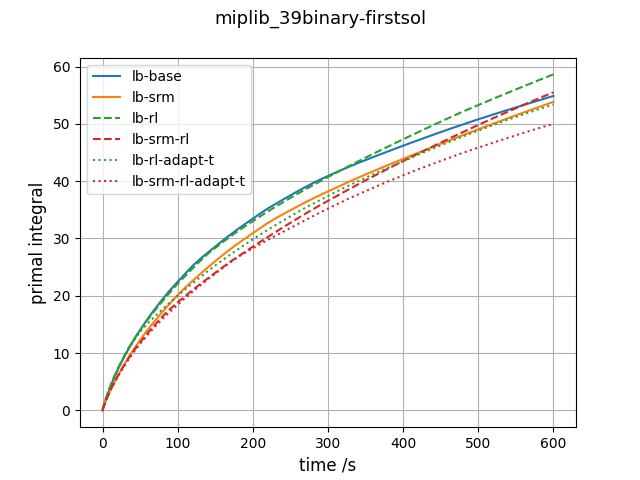 miplib_39binary-firstsol
primal integral
60
50
40
30
20
10
0
lb-base
lb-srm
lb-rl
lb-srm-rl
lb-rl-adapt-t
lb-srm-rl-adapt-t
0 100 200 300 400 500 600
time /s